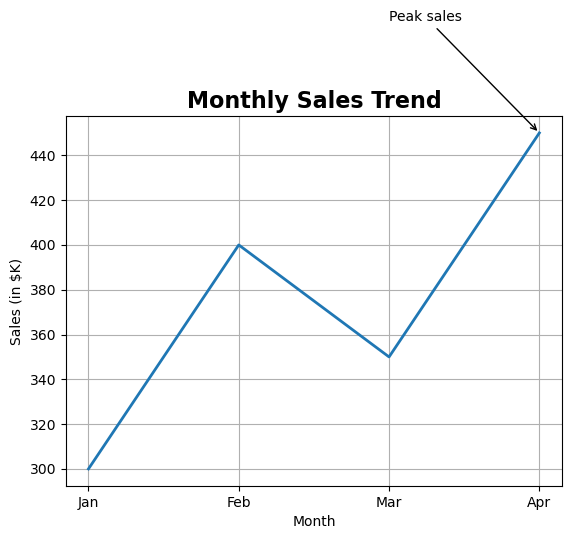 Peak sales
Monthly Sales Trend
440
420
400
380
360
340
320
300
Sales (in $K)
Jan Feb Mar Apr
Month